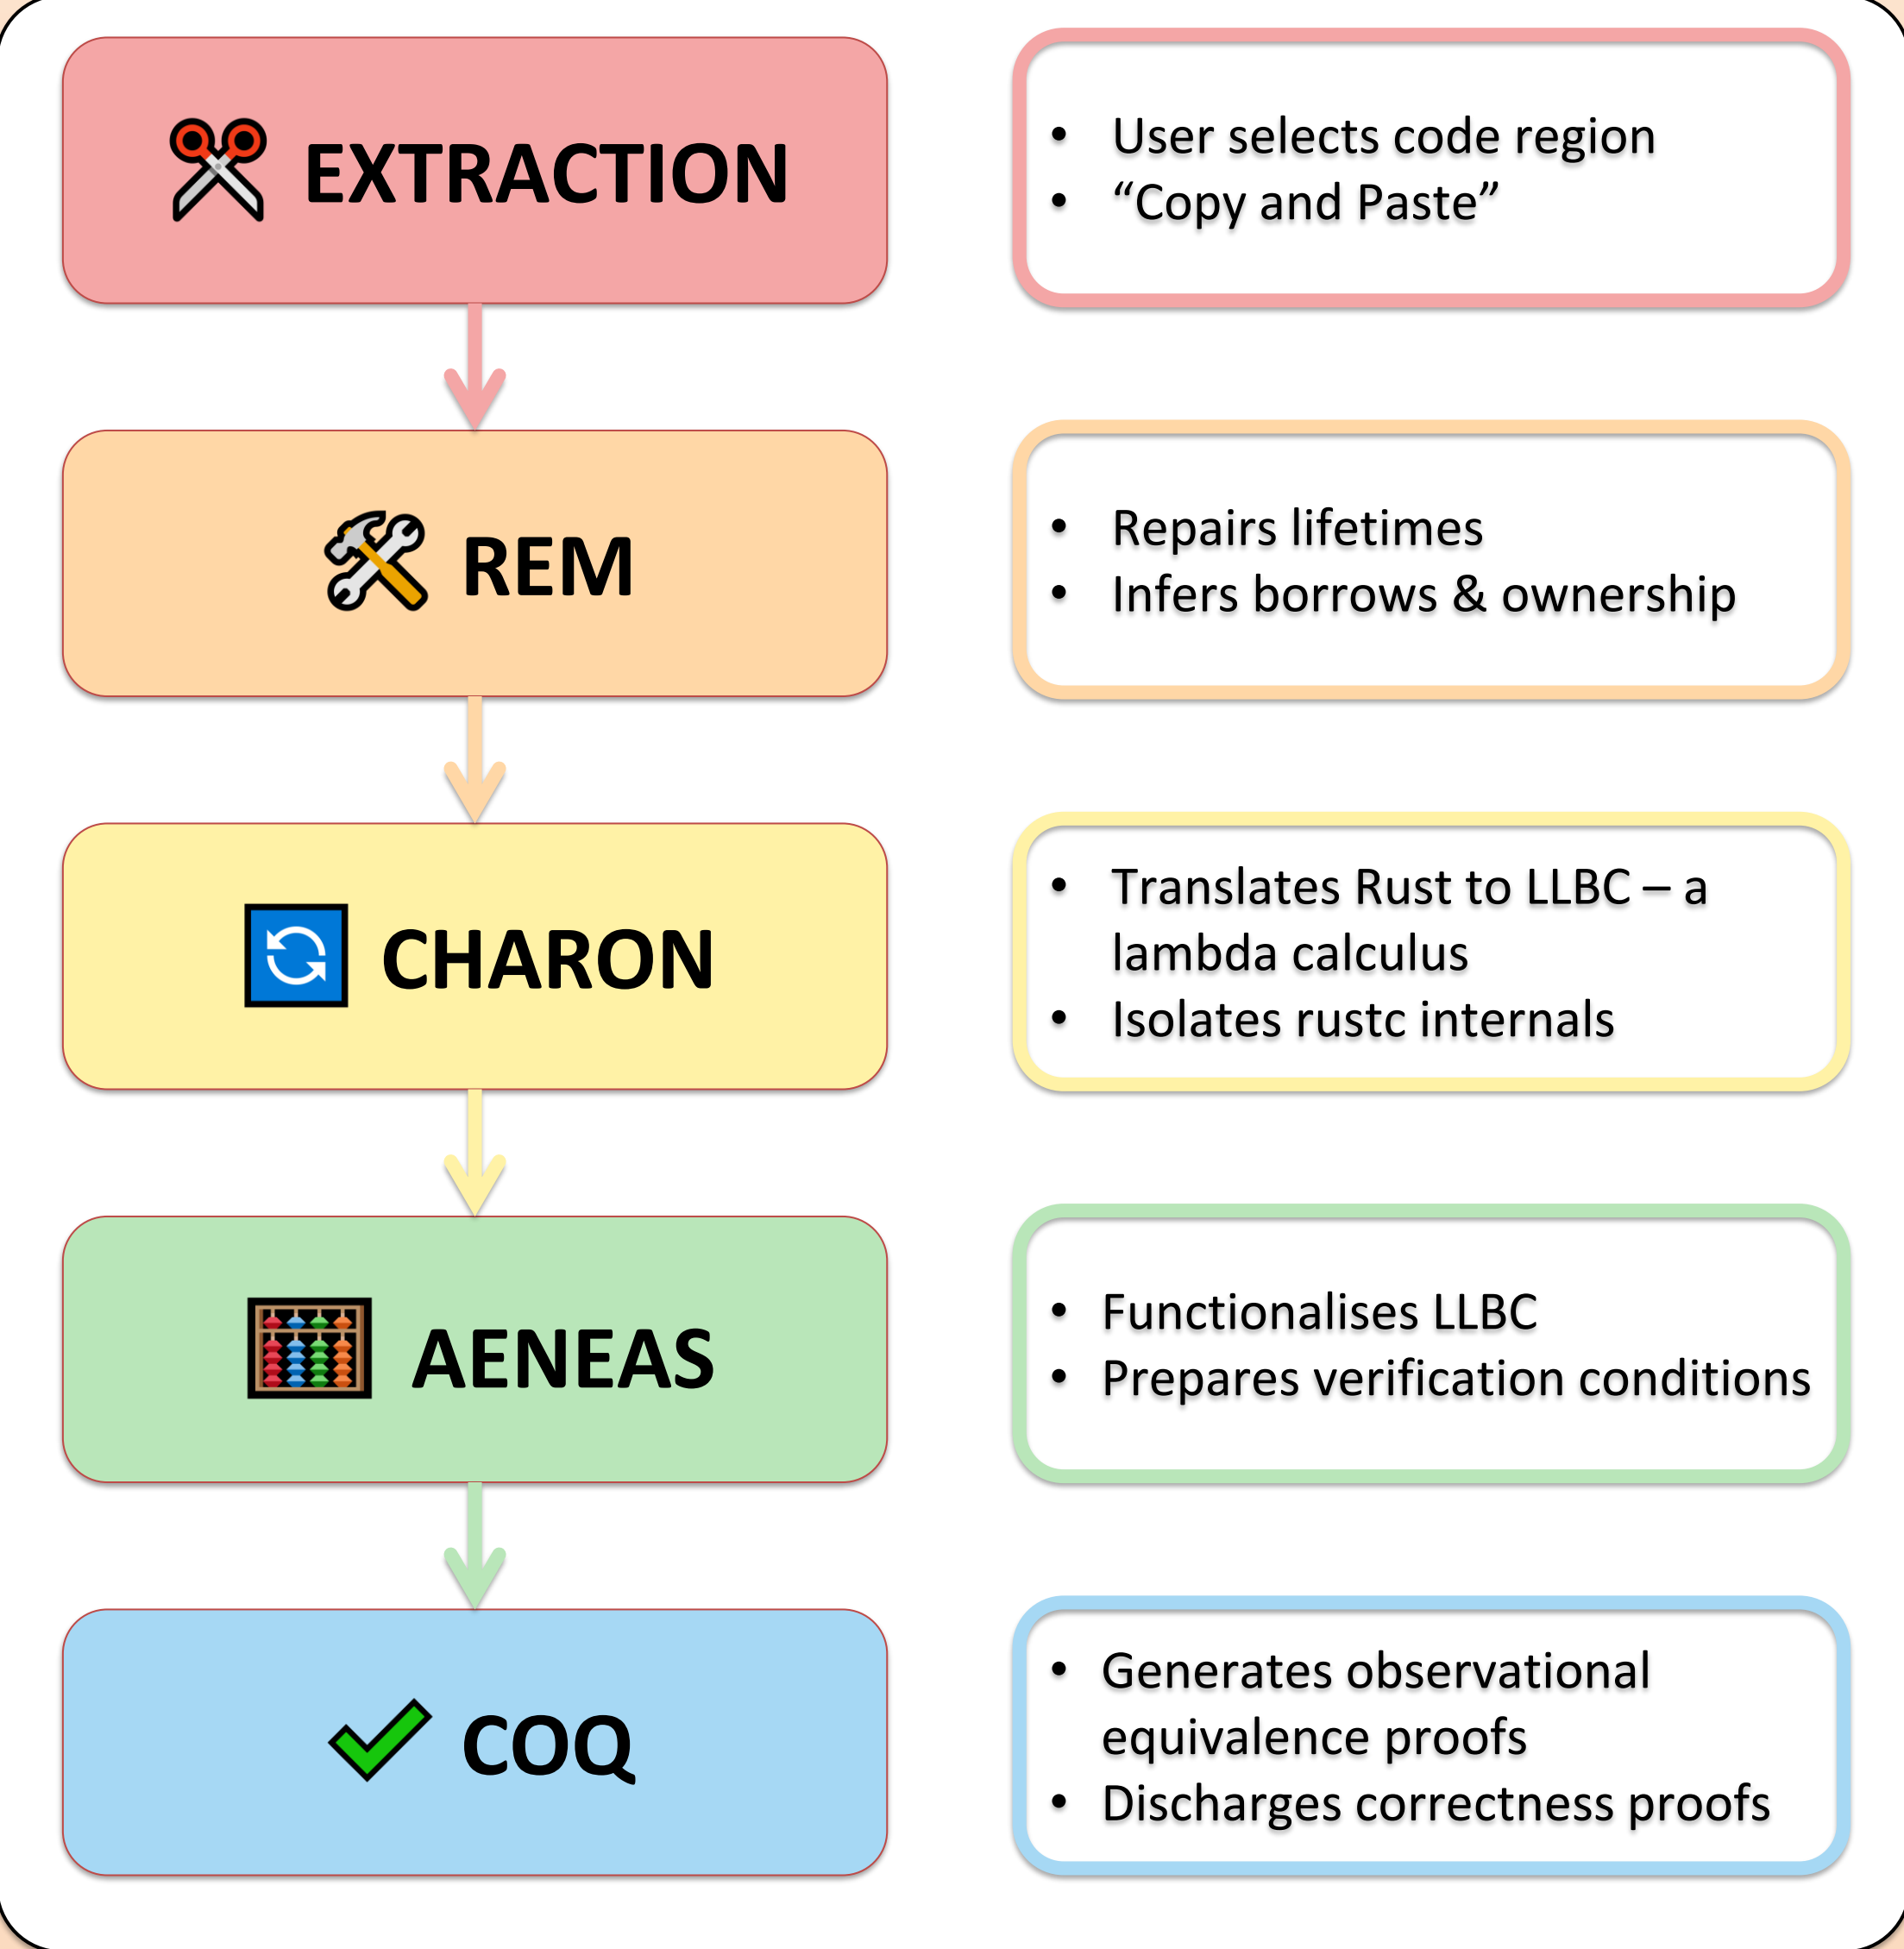 EXTRACTION
• User selects code region
• “Copy and Paste”
REM
• Repairs lifetimes
• Infers borrows & ownership
CHARON
• Translates Rust to LLBC – a
lambda calculus
• Isolates rustc internals
AENEAS
• Functionalises LLBC
• Prepares verification conditions
COQ
• Generates observational
equivalence proofs
• Discharges correctness proofs